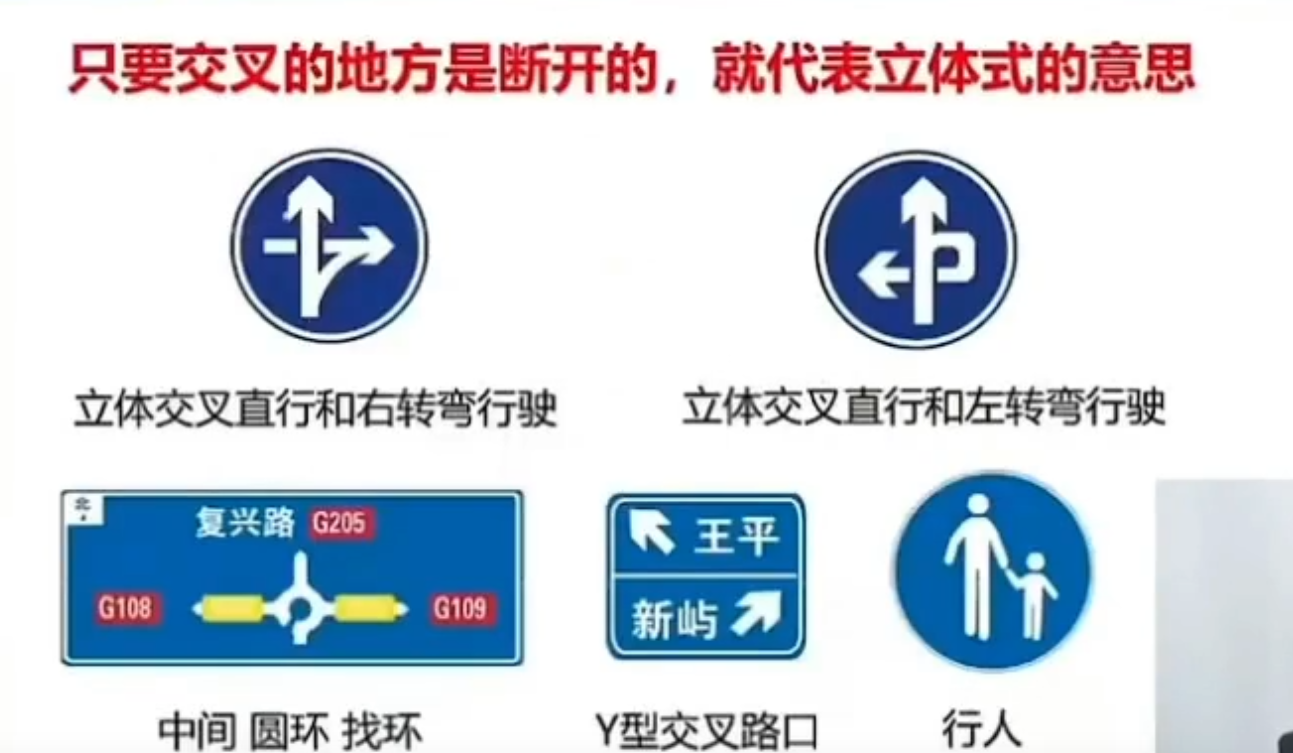 只要交叉的地方是断开的，就代表立体式的意思
立体交叉直行和右转弯行驶
立体交叉直行和左转弯行驶
北
复兴路 G205
G108
G109
王平
新屿
中间 圆环 找环
Y型交叉路口
行人